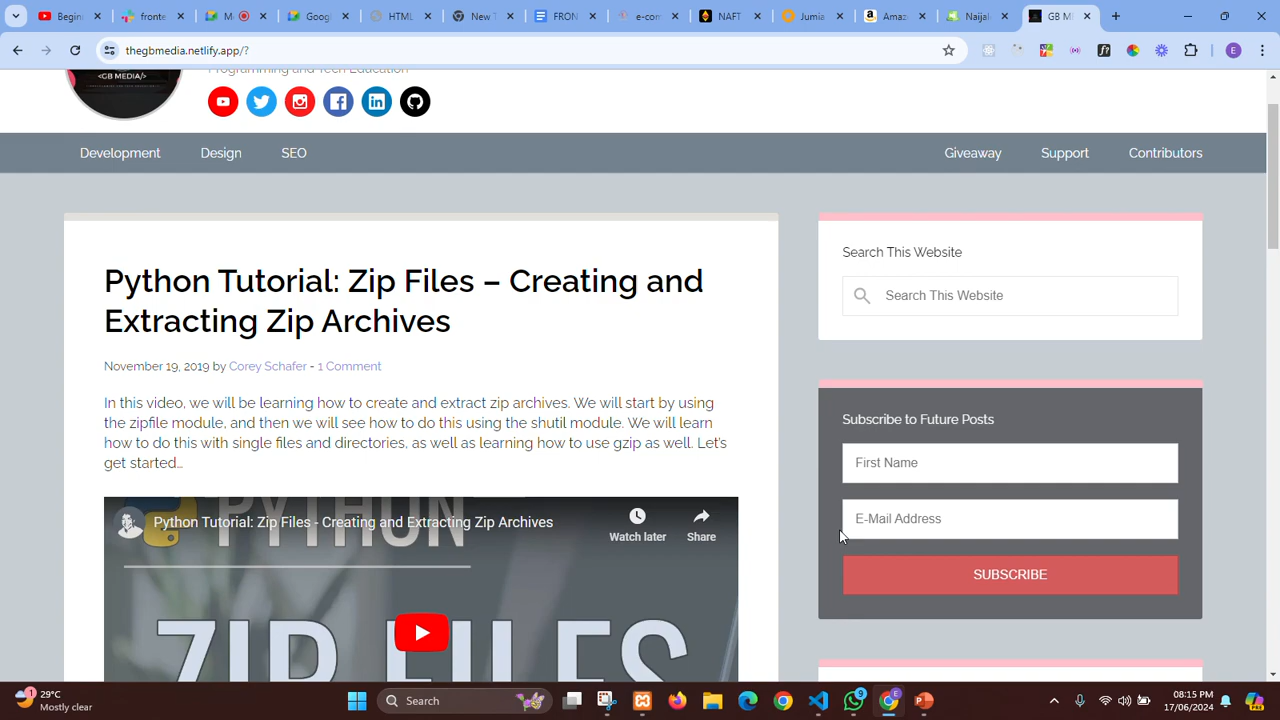 Begin
fronte
M
Goo
HTML
New T
FRON
e-com
NAFT
Jumia
Amaz
Naijak
GB M
thegbmedia.netlify.app/?
E
<GB MEDIA/>
Programming and Tech Education
Development Design SEO Giveaway Support Contributors
Python Tutorial: Zip Files – Creating and
Extracting Zip Archives
November 19, 2019 by Corey Schafer - 1 Comment
In this video, we will be learning how to create and extract zip archives. We will start by using
the zipfile module, and then we will see how to do this using the shutil module. We will learn
how to do this with single files and directories, as well as learning how to use gzip as well. Let's
get started…
PYTHON
Python Tutorial: Zip Files - Creating and Extracting Zip Archives
Watch later
Share
ZIP FILES
Search This Website
Search This Website
Subscribe to Future Posts
First Name
E-Mail Address
SUBSCRIBE
1
29°C
Mostly clear
Search
9
E
08:15 PM
17/06/2024